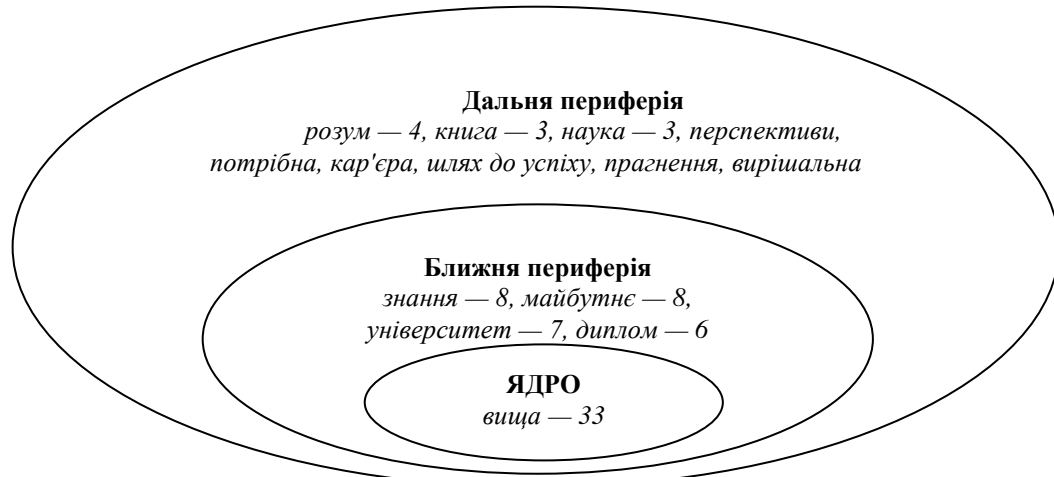 Дальня периферія
розум — 4, книга — 3, наука — 3, перспективи,
потрібна, кар'єра, шлях до успіху, прагнення, вирішальна
Ближня периферія
знання — 8, майбутнє — 8,
університет — 7, диплом — 6
ЯДРО
вища — 33